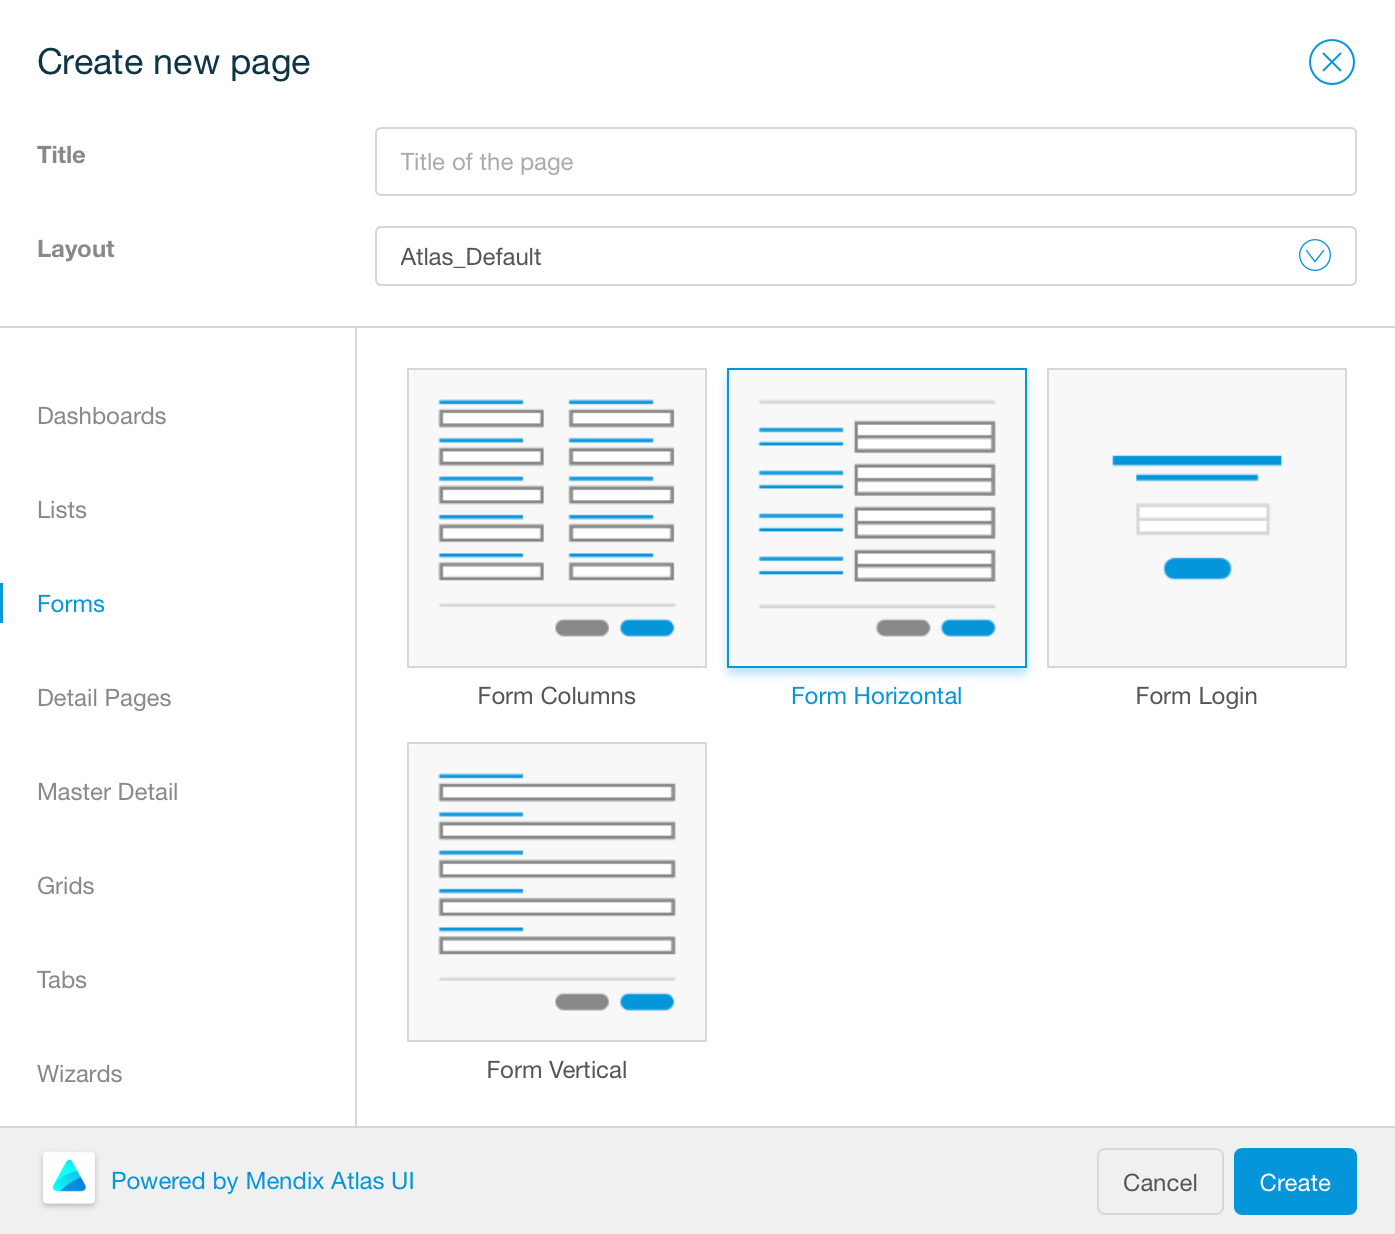 Create new page
Title
Title of the page
Layout
Atlas_Default
Dashboards
Lists
Forms
Detail Pages
Master Detail
Grids
Tabs
Wizards
Form Columns
Form Horizontal
Form Login
Form Vertical
Powered by Mendix Atlas UI
Cancel
Create